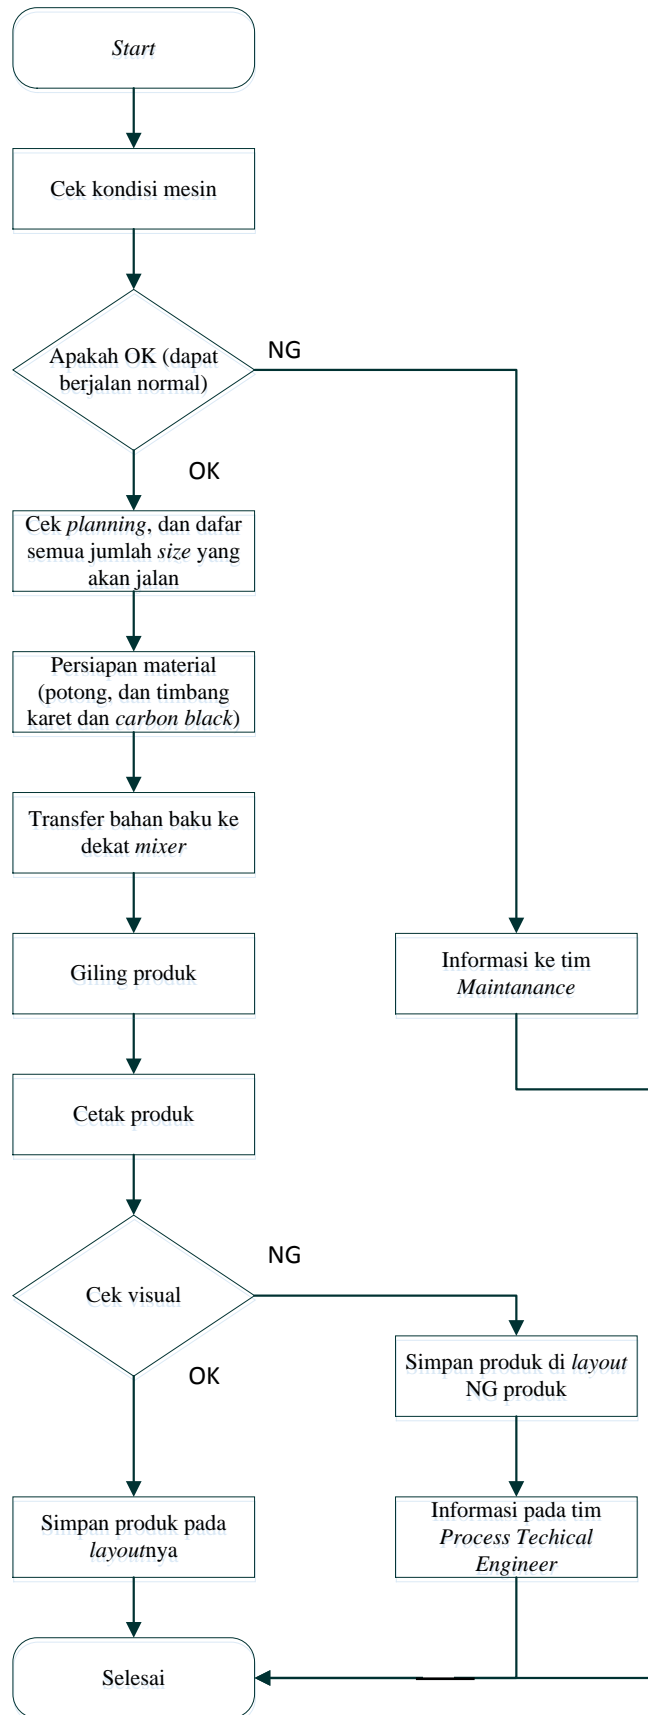 Start
Cek kondisi mesin
Apakah OK (dapat
berjalan normal)
NG
OK
Cek planning, dan dafar
semua jumlah size yang
akan jalan
Persiapan material
(potong, dan timbang
karet dan carbon black)
Transfer bahan baku ke
dekat mixer
Giling produk
Informasi ke tim
Maintanance
Cetak produk
Cek visual
NG
OK
Simpan produk di layout
NG produk
Simpan produk pada
layoutnya
Informasi pada tim
Process Techical
Engineer
Selesai